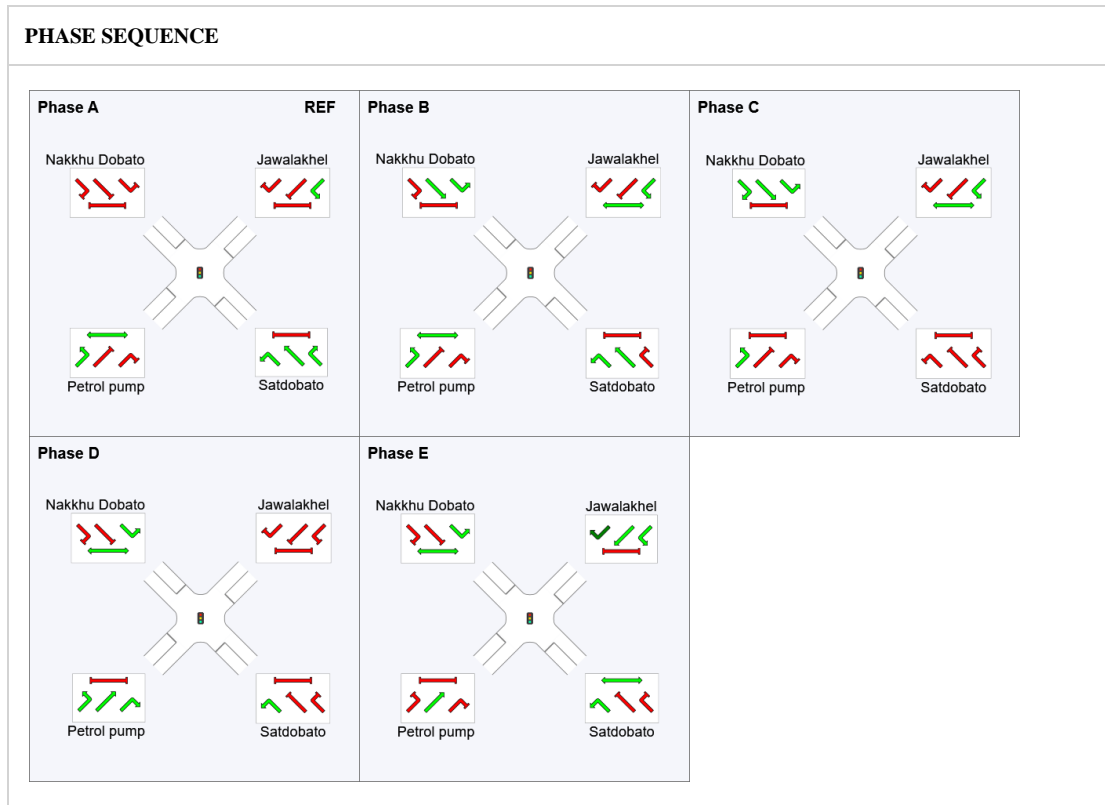 PHASE SEQUENCE
Phase A REF
Nakkhu Dobato Jawalakhel
Petrol pump Satdobato
Phase B
Nakkhu Dobato Jawalakhel
Petrol pump Satdobato
Phase C
Nakkhu Dobato Jawalakhel
Petrol pump Satdobato
Phase D
Nakkhu Dobato Jawalakhel
Petrol pump Satdobato
Phase E
Nakkhu Dobato Jawalakhel
Petrol pump Satdobato